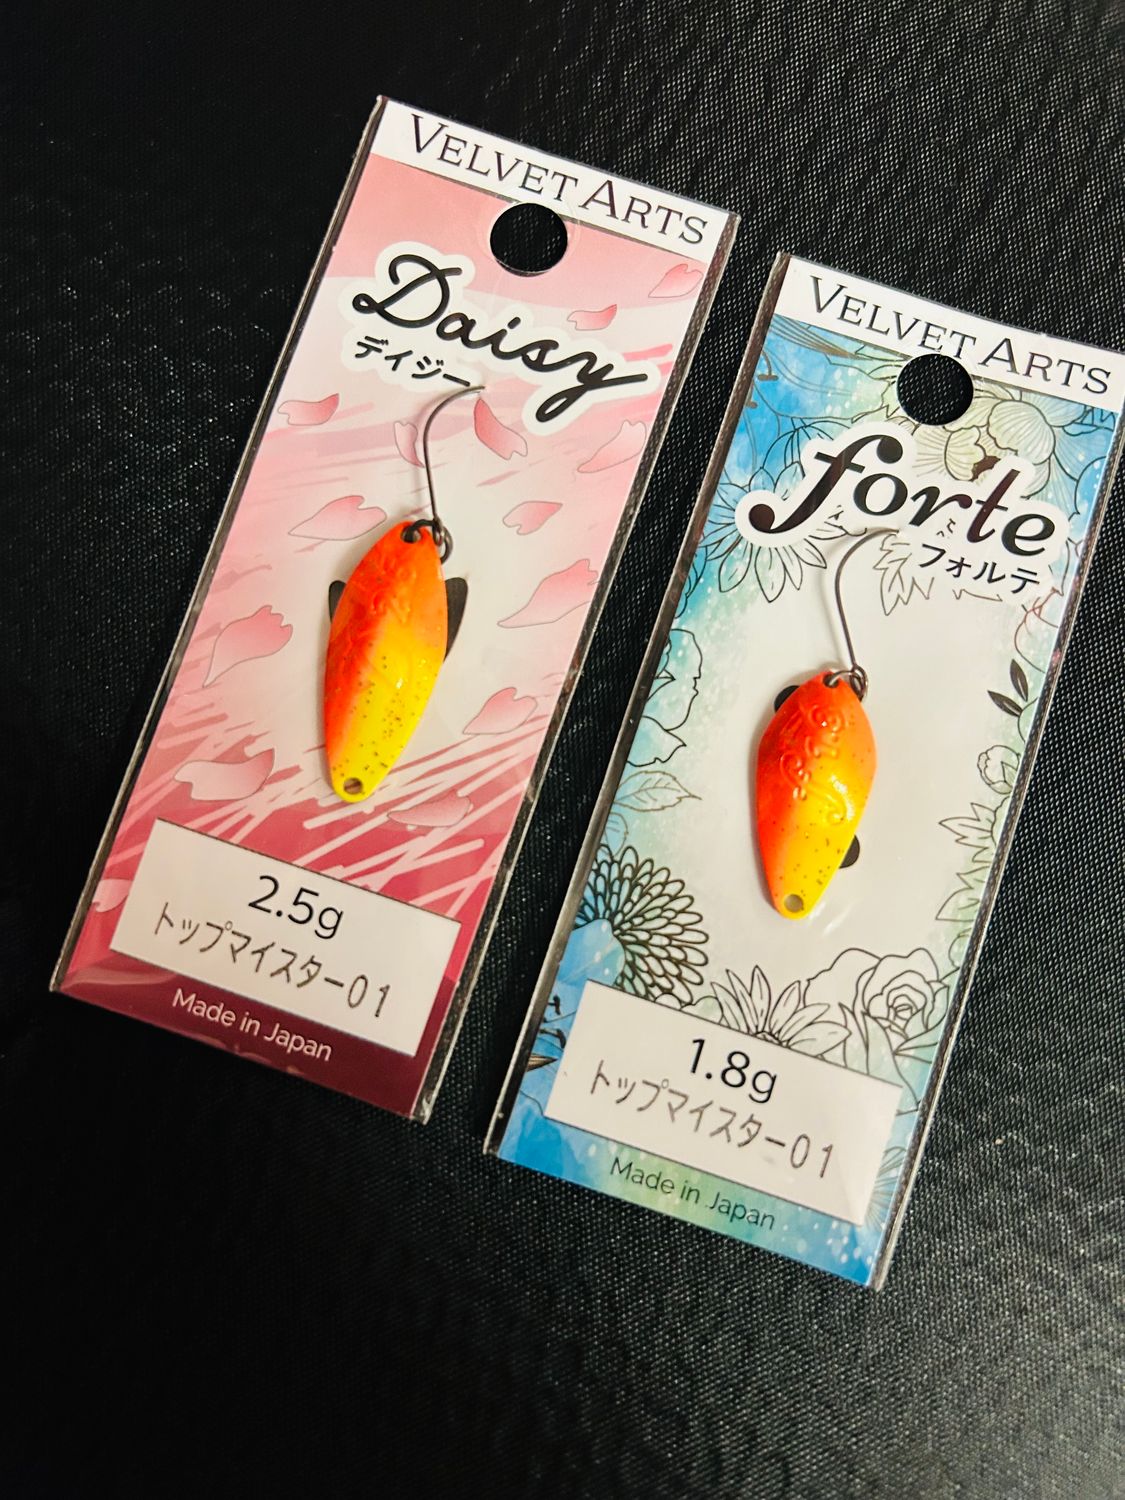 VELVET ARTS
Daisy
デイジー
2.5g
トップマイスター01
Made in Japan
VELVET ARTS
forte
フォルテ
1.8g
トップマイスター01
Made in Japan